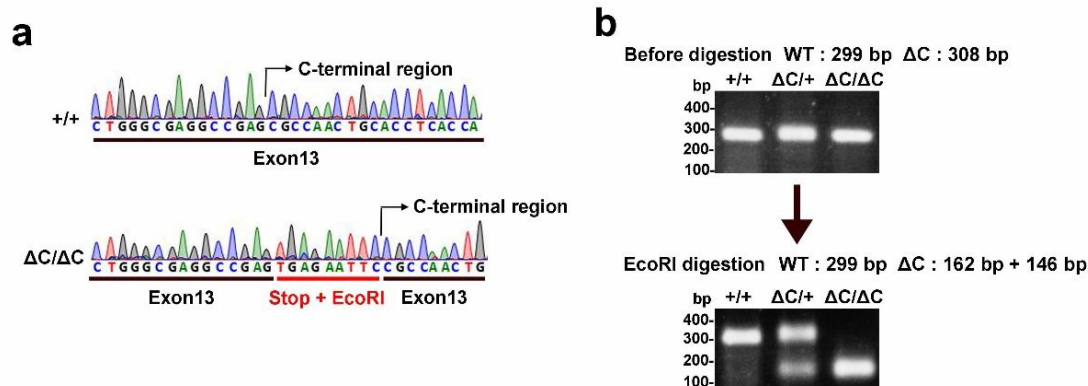 a
C-terminal region
+/+
CTGGGCGAGGCCGAGCGCCAACTGCACCTCACCA
Exon13
C-terminal region
ΔC/ΔC
CTGGGCGAGGCCGAGTGAGAATTCCGCCAACTG
Exon13 Stop + EcoRI Exon13
b
Before digestion WT : 299 bp ΔC : 308 bp
bp +/+ ΔC/+ ΔC/ΔC
400-
300-
200-
100-
EcoRI digestion WT : 299 bp ΔC : 162 bp + 146 bp
bp +/+ ΔC/+ ΔC/ΔC
400-
300-
200-
100-